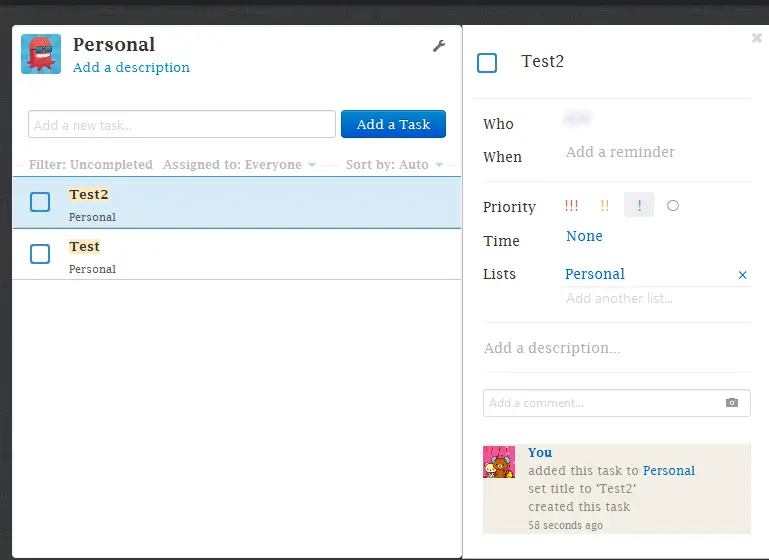 Personal
Add a description
Add a new task...
Add a Task
Filter: Uncompleted Assigned to: Everyone Sort by: Auto
Test2
Personal
Test
Personal
Test2
Who
When Add a reminder
Priority !!! !! !
Time None
Lists Personal ×
Add another list...
Add a description...
Add a comment...
You
added this task to Personal
set title to "Test2"
created this task
58 seconds ago